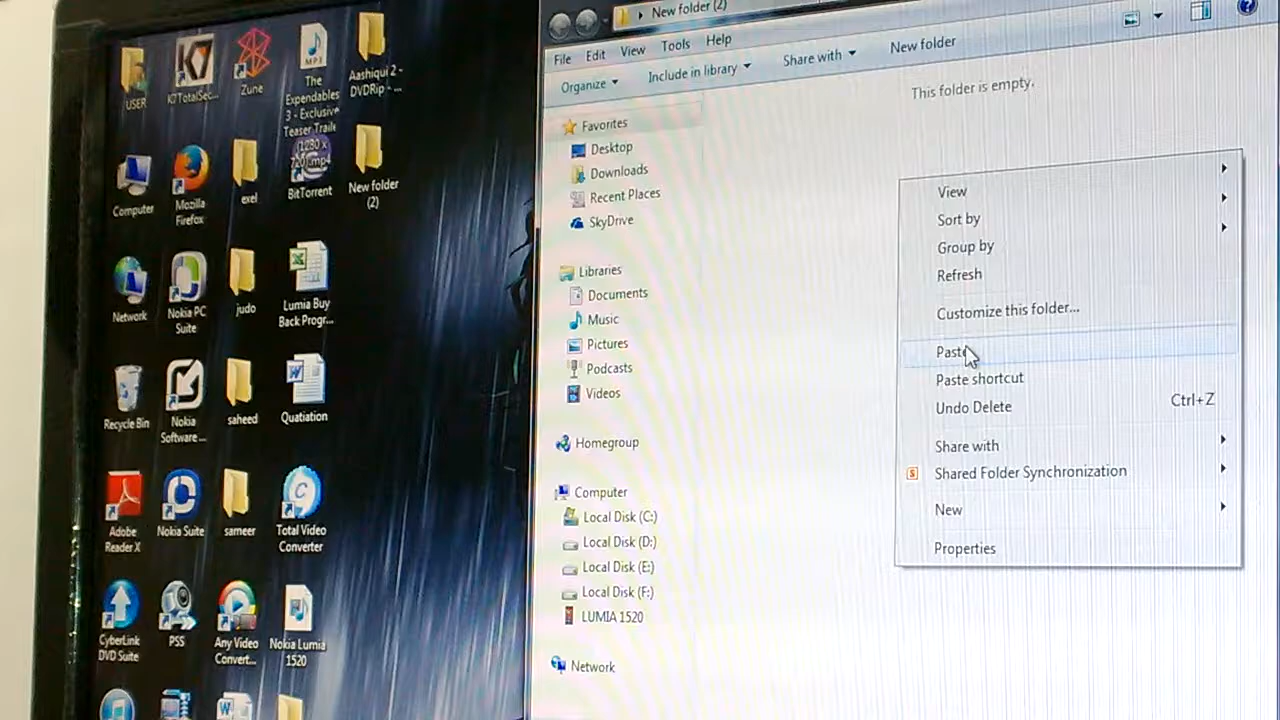 USER
K7TotalSec...
Zune
The
Expendables
3 - Exclusive
Teaser Traile
(1280 x
720).mp4
Aashiqui 2 -
DVDRip - ...
Computer
Mozilla
Firefox
exel
BitTorrent
New folder
(2)
Network
Nokia PC
Suite
judo
Lumia Buy
Back Progr...
Recycle Bin
Nokia
Software ...
saheed
Quatiation
Adobe
Reader X
Nokia Suite
sameer
Total Video
Converter
CyberLink
DVD Suite
PSS
Any Video
Convert...
Nokia Lumia
1520
New folder (2)
File Edit View Tools Help
Organize Include in library Share with New folder
This folder is empty.
Favorites
Desktop
Downloads
Recent Places
SkyDrive
Libraries
Documents
Music
Pictures
Podcasts
Videos
Homegroup
Computer
Local Disk (C:)
Local Disk (D:)
Local Disk (E:)
Local Disk (F:)
LUMIA 1520
Network
View
Sort by
Group by
Refresh
Customize this folder...
Paste
Paste shortcut
Undo Delete Ctrl+Z
Share with
Shared Folder Synchronization
New
Properties